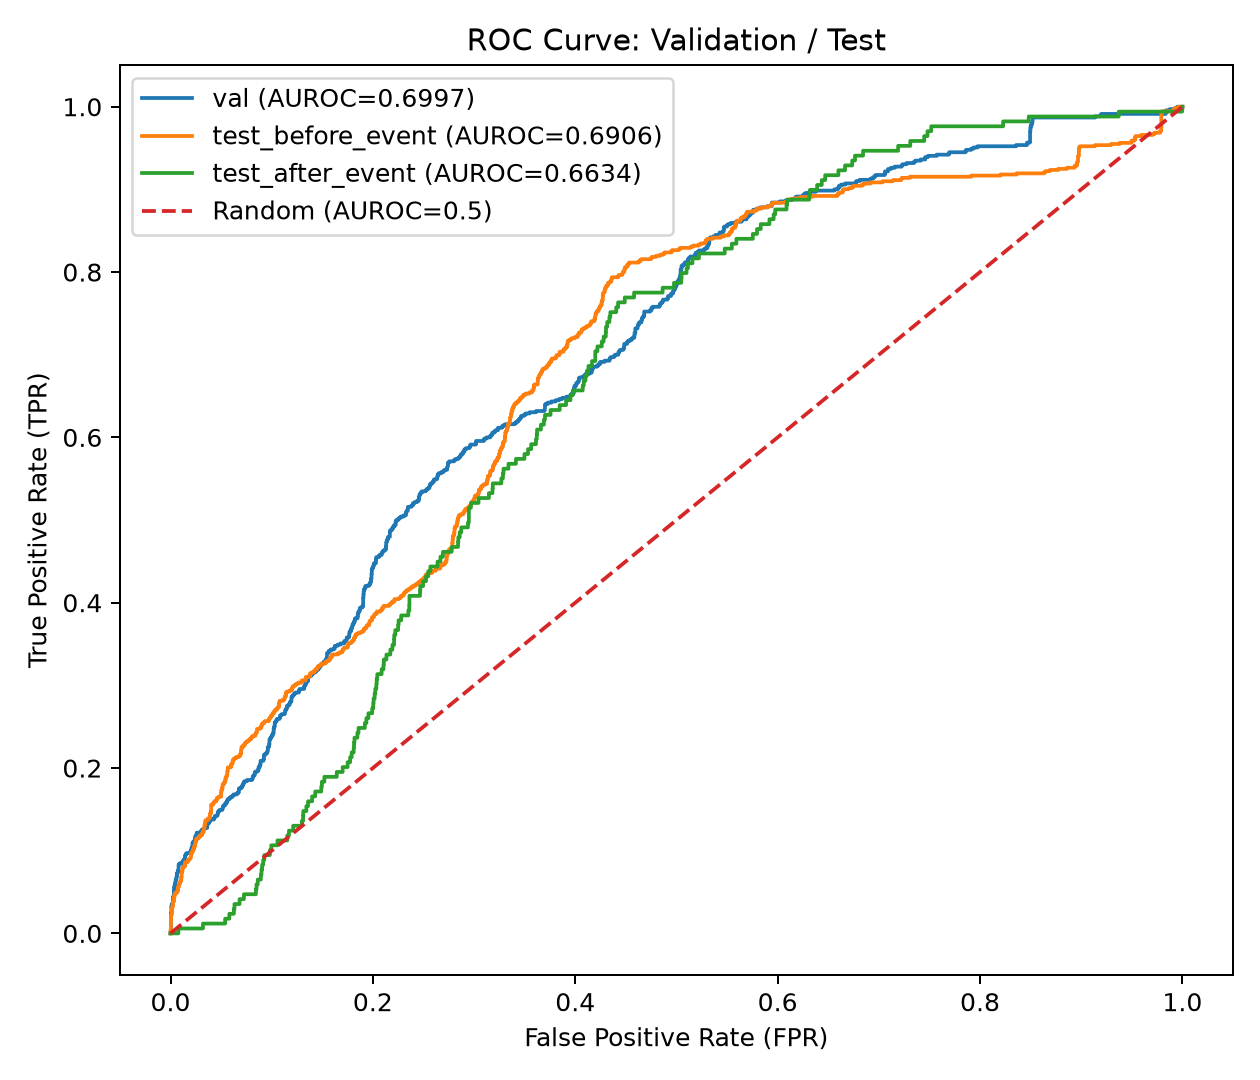 ROC Curve: Validation / Test
val (AUROC=0.6997)
test_before_event (AUROC=0.6906)
test_after_event (AUROC=0.6634)
Random (AUROC=0.5)
True Positive Rate (TPR)
1.0
0.8
0.6
0.4
0.2
0.0
0.0 0.2 0.4 0.6 0.8 1.0
False Positive Rate (FPR)